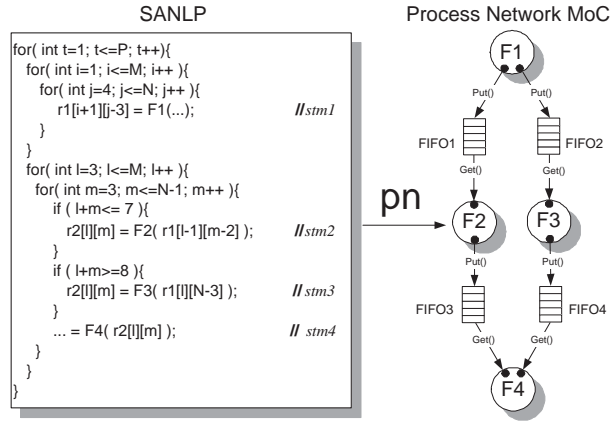 SANLP
for( int t=1; t<=P; t++){
for( int i=1; i<=M; i++ ){
for( int j=4; j<=N; j++ ){
r1[i+1][j-3] = F1(...); //stm1
}
}
for( int l=3; l<=M; l++ ){
for( int m=3; m<=N-1; m++ ){
if ( l+m<= 7 ){
r2[l][m] = F2( r1[l-1][m-2] ); //stm2
}
if ( l+m>=8 ){
r2[l][m] = F3( r1[l][N-3] ); // stm3
}
... = F4( r2[l][m] ); // stm4
}
}
}
pn
Process Network MoC
F1
Put() Put()
FIFO1 FIFO2
Get() Get()
F2 F3
Put() Put()
FIFO3 FIFO4
Get() Get()
F4